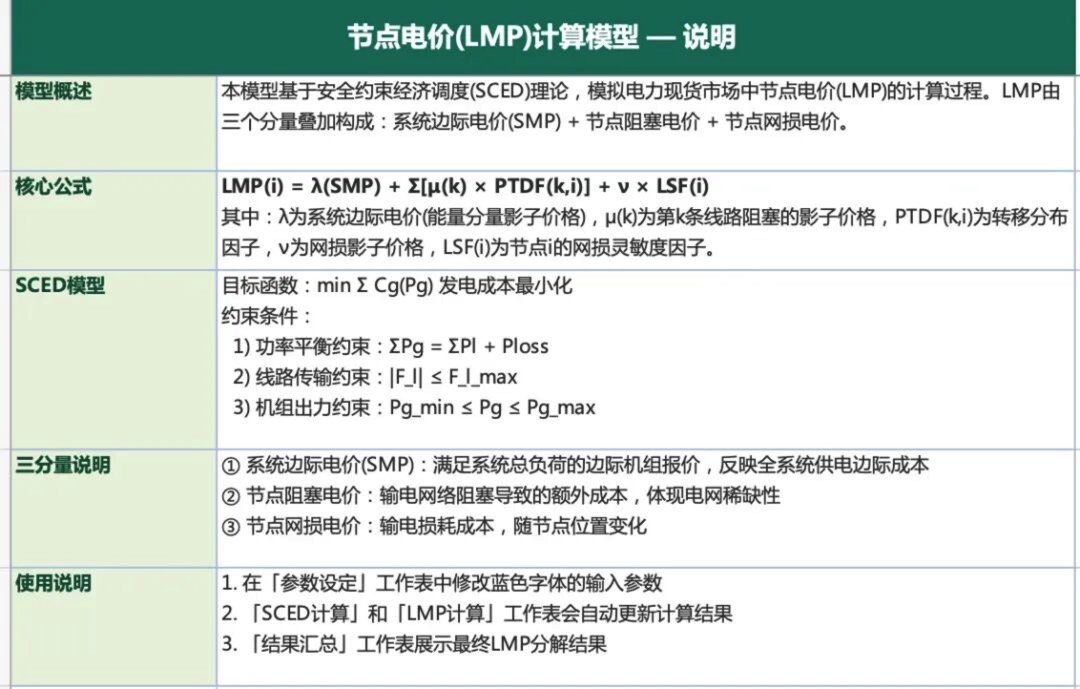 节点电价(LMP)计算模型 — 说明
模型概述
本模型基于安全约束经济调度(SCED)理论，模拟电力现货市场中节点电价(LMP)的计算过程。LMP由
三个分量叠加构成：系统边际电价(SMP) + 节点阻塞电价 + 节点网损电价。
核心公式
LMP(i) = λ(SMP) + Σ[μ(k) × PTDF(k,i)] + ν × LSF(i)
其中：λ为系统边际电价(能量分量影子价格)，μ(k)为第k条线路阻塞的影子价格，PTDF(k,i)为转移分布
因子，ν为网损影子价格，LSF(i)为节点i的网损灵敏度因子。
SCED模型
目标函数：min Σ Cg(Pg) 发电成本最小化
约束条件：
1) 功率平衡约束：ΣPg = ΣPl + Ploss
2) 线路传输约束：|F_l| ≤ F_l_max
3) 机组出力约束：Pg_min ≤ Pg ≤ Pg_max
三分量说明
① 系统边际电价(SMP)：满足系统总负荷的边际机组报价，反映全系统供电边际成本
② 节点阻塞电价：输电网络阻塞导致的额外成本，体现电网稀缺性
③ 节点网损电价：输电损耗成本，随节点位置变化
使用说明
1. 在「参数设定」工作表中修改蓝色字体的输入参数
2. 「SCED计算」和「LMP计算」工作表会自动更新计算结果
3. 「结果汇总」工作表展示最终LMP分解结果